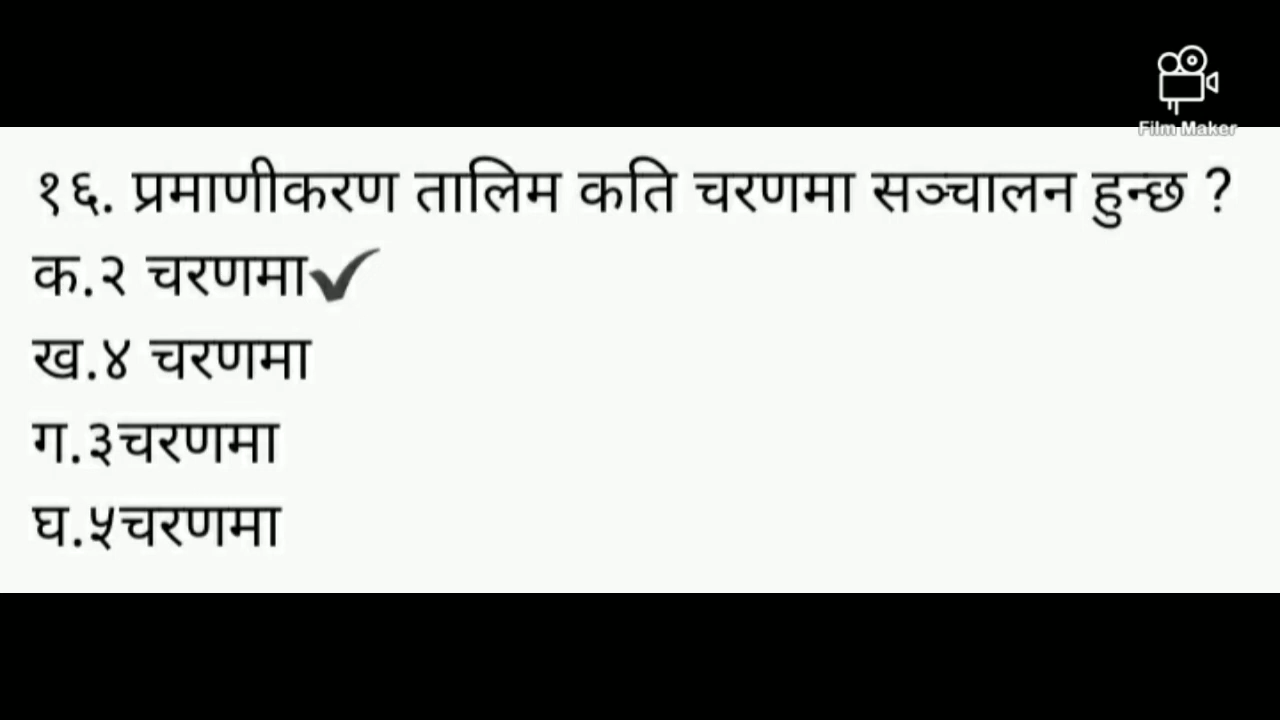 Film Maker
१६. प्रमाणीकरण तालिम कति चरणमा सञ्चालन हुन्छ ?
क.२ चरणमा✔
ख.४ चरणमा
ग.३चरणमा
घ.५चरणमा